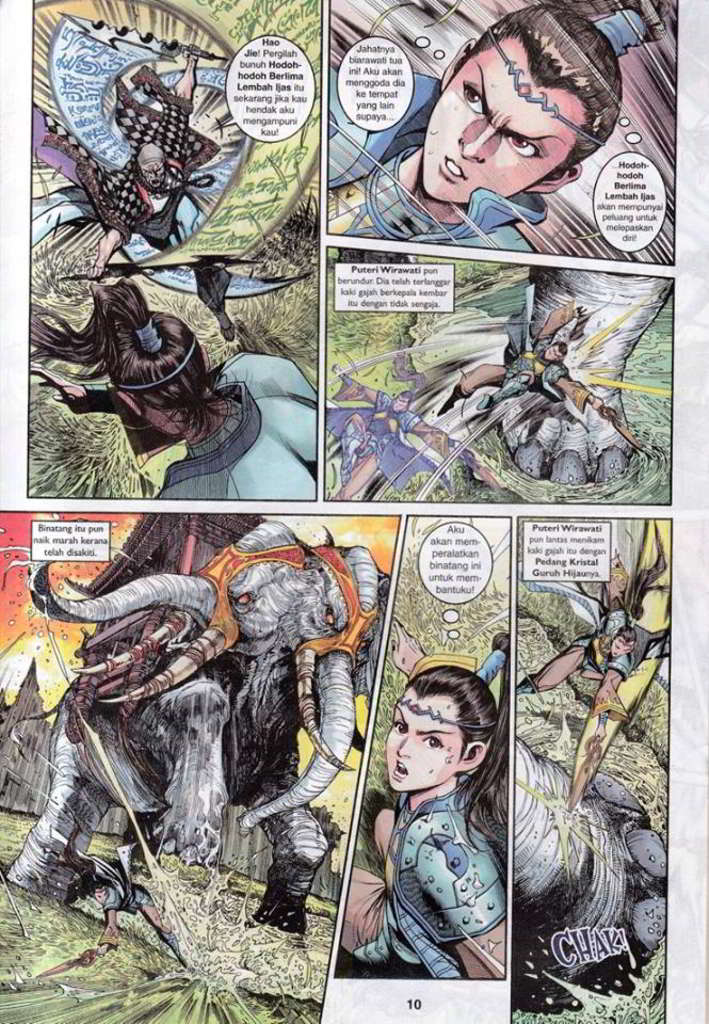 Hao
Jie! Pergilah
bunuh Hodoh-
hodoh Berlima
Lembah Ijas
sekarang jika kau
hendak aku
mengampuni
kau!
Jahatnya
biarawati tua
ini! Aku akan
menggoda dia
ke tempat
yang lain
supaya...
...Hodoh-
hodoh
Berlima
Lembah Ijas
akan mempunyai
peluang untuk
melepaskan
diri!
Puteri Wirawati pun
berundur. Dia telah terlanggar
kaki gajah berkepala kembar
itu dengan tidak sengaja.
Binatang itu pun
naik marah kerana
telah disakiti.
Aku
akan mem-
peralatkan
binatang ini
untuk mem-
bantuku!
Puteri Wirawati
pun lantas menikam
kaki gajah itu dengan
Pedang Kristal
Guruh Hijaunya.
CHAK!
10